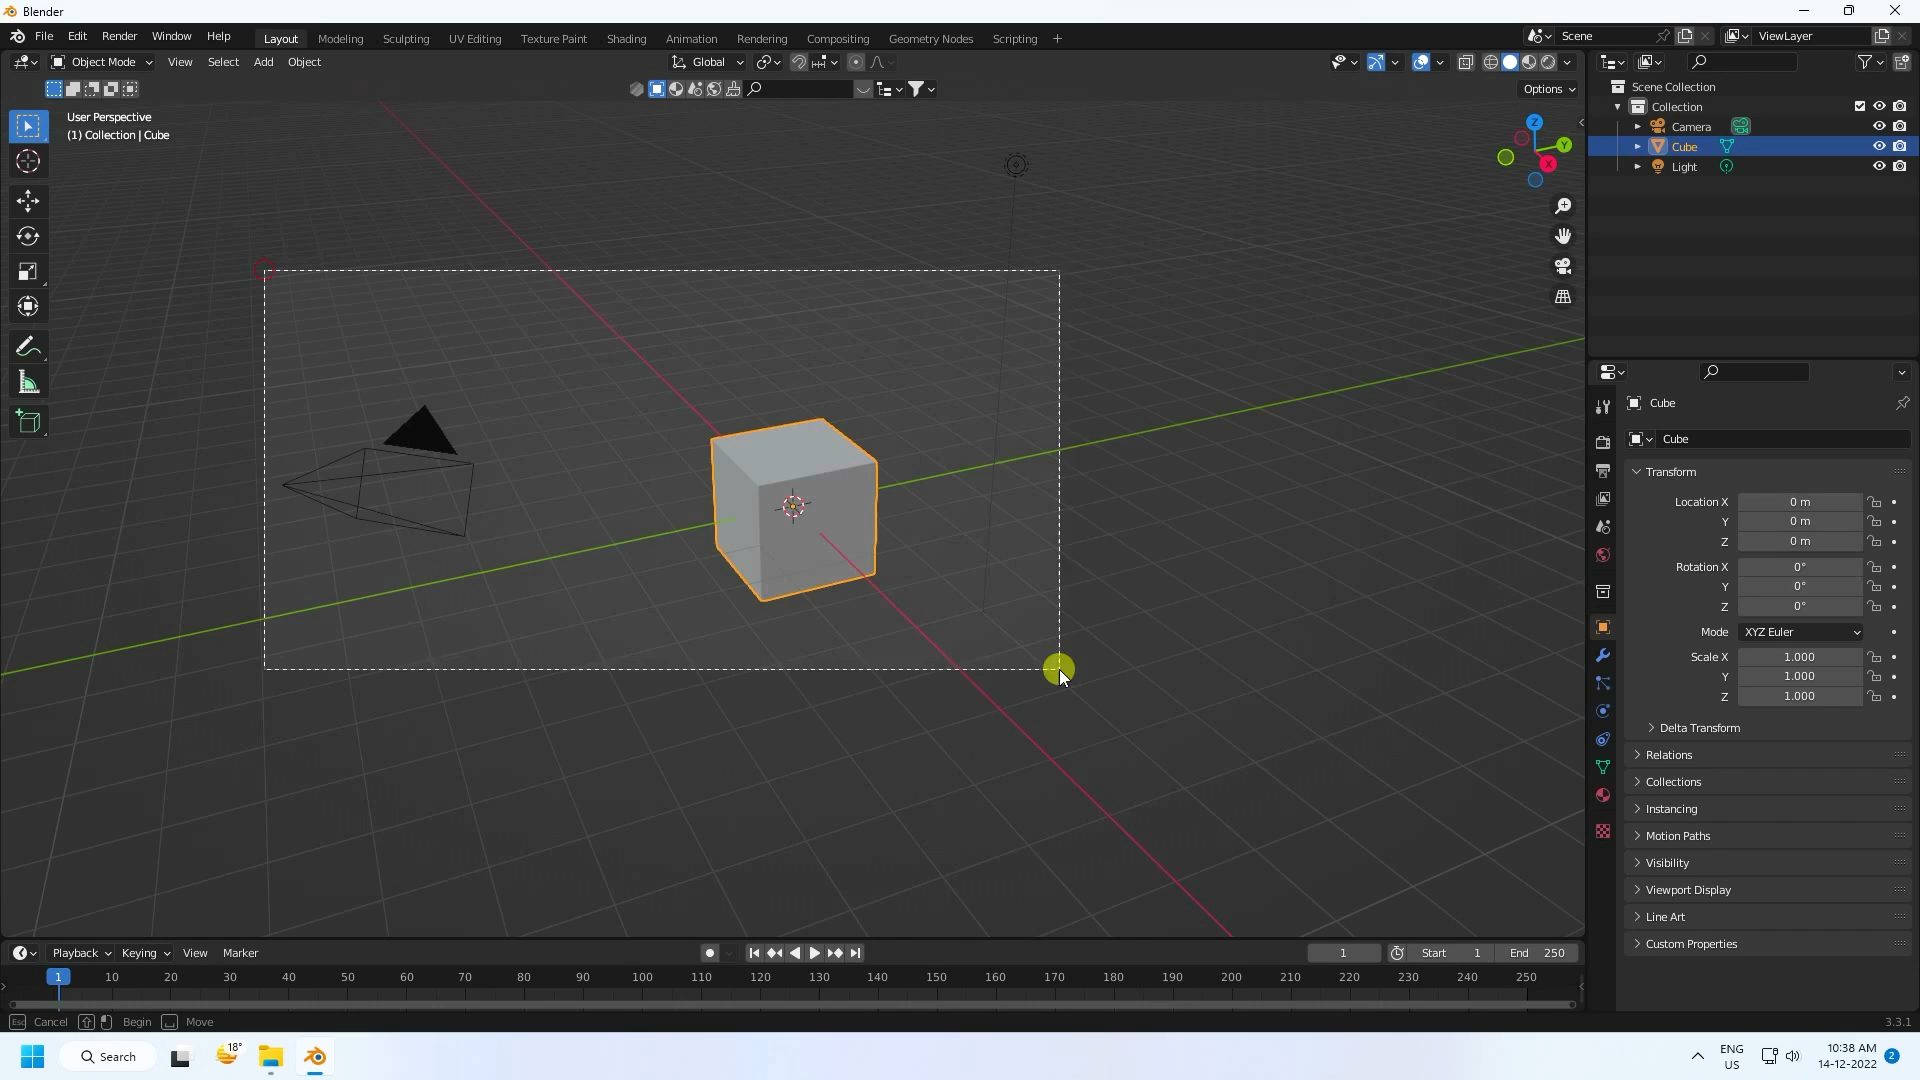 Blender
File Edit Render Window Help Layout Modeling Sculpting UV Editing Texture Paint Shading Animation Rendering Compositing Geometry Nodes Scripting + Scene ViewLayer
Object Mode View Select Add Object Global
Options
User Perspective
(1) Collection | Cube
Z
Y
X
Scene Collection
Collection
Camera
Cube
Light
Cube
Cube
Transform
Location X 0 m
Y 0 m
Z 0 m
Rotation X 0°
Y 0°
Z 0°
Mode XYZ Euler
Scale X 1.000
Y 1.000
Z 1.000
Delta Transform
Relations
Collections
Instancing
Motion Paths
Visibility
Viewport Display
Line Art
Custom Properties
Playback Keying View Marker 1 Start 1 End 250
1 10 20 30 40 50 60 70 80 90 100 110 120 130 140 150 160 170 180 190 200 210 220 230 240 250
Esc Cancel Begin Move 3.3.1
18° Search ENG US 10:38 AM 14-12-2022 2